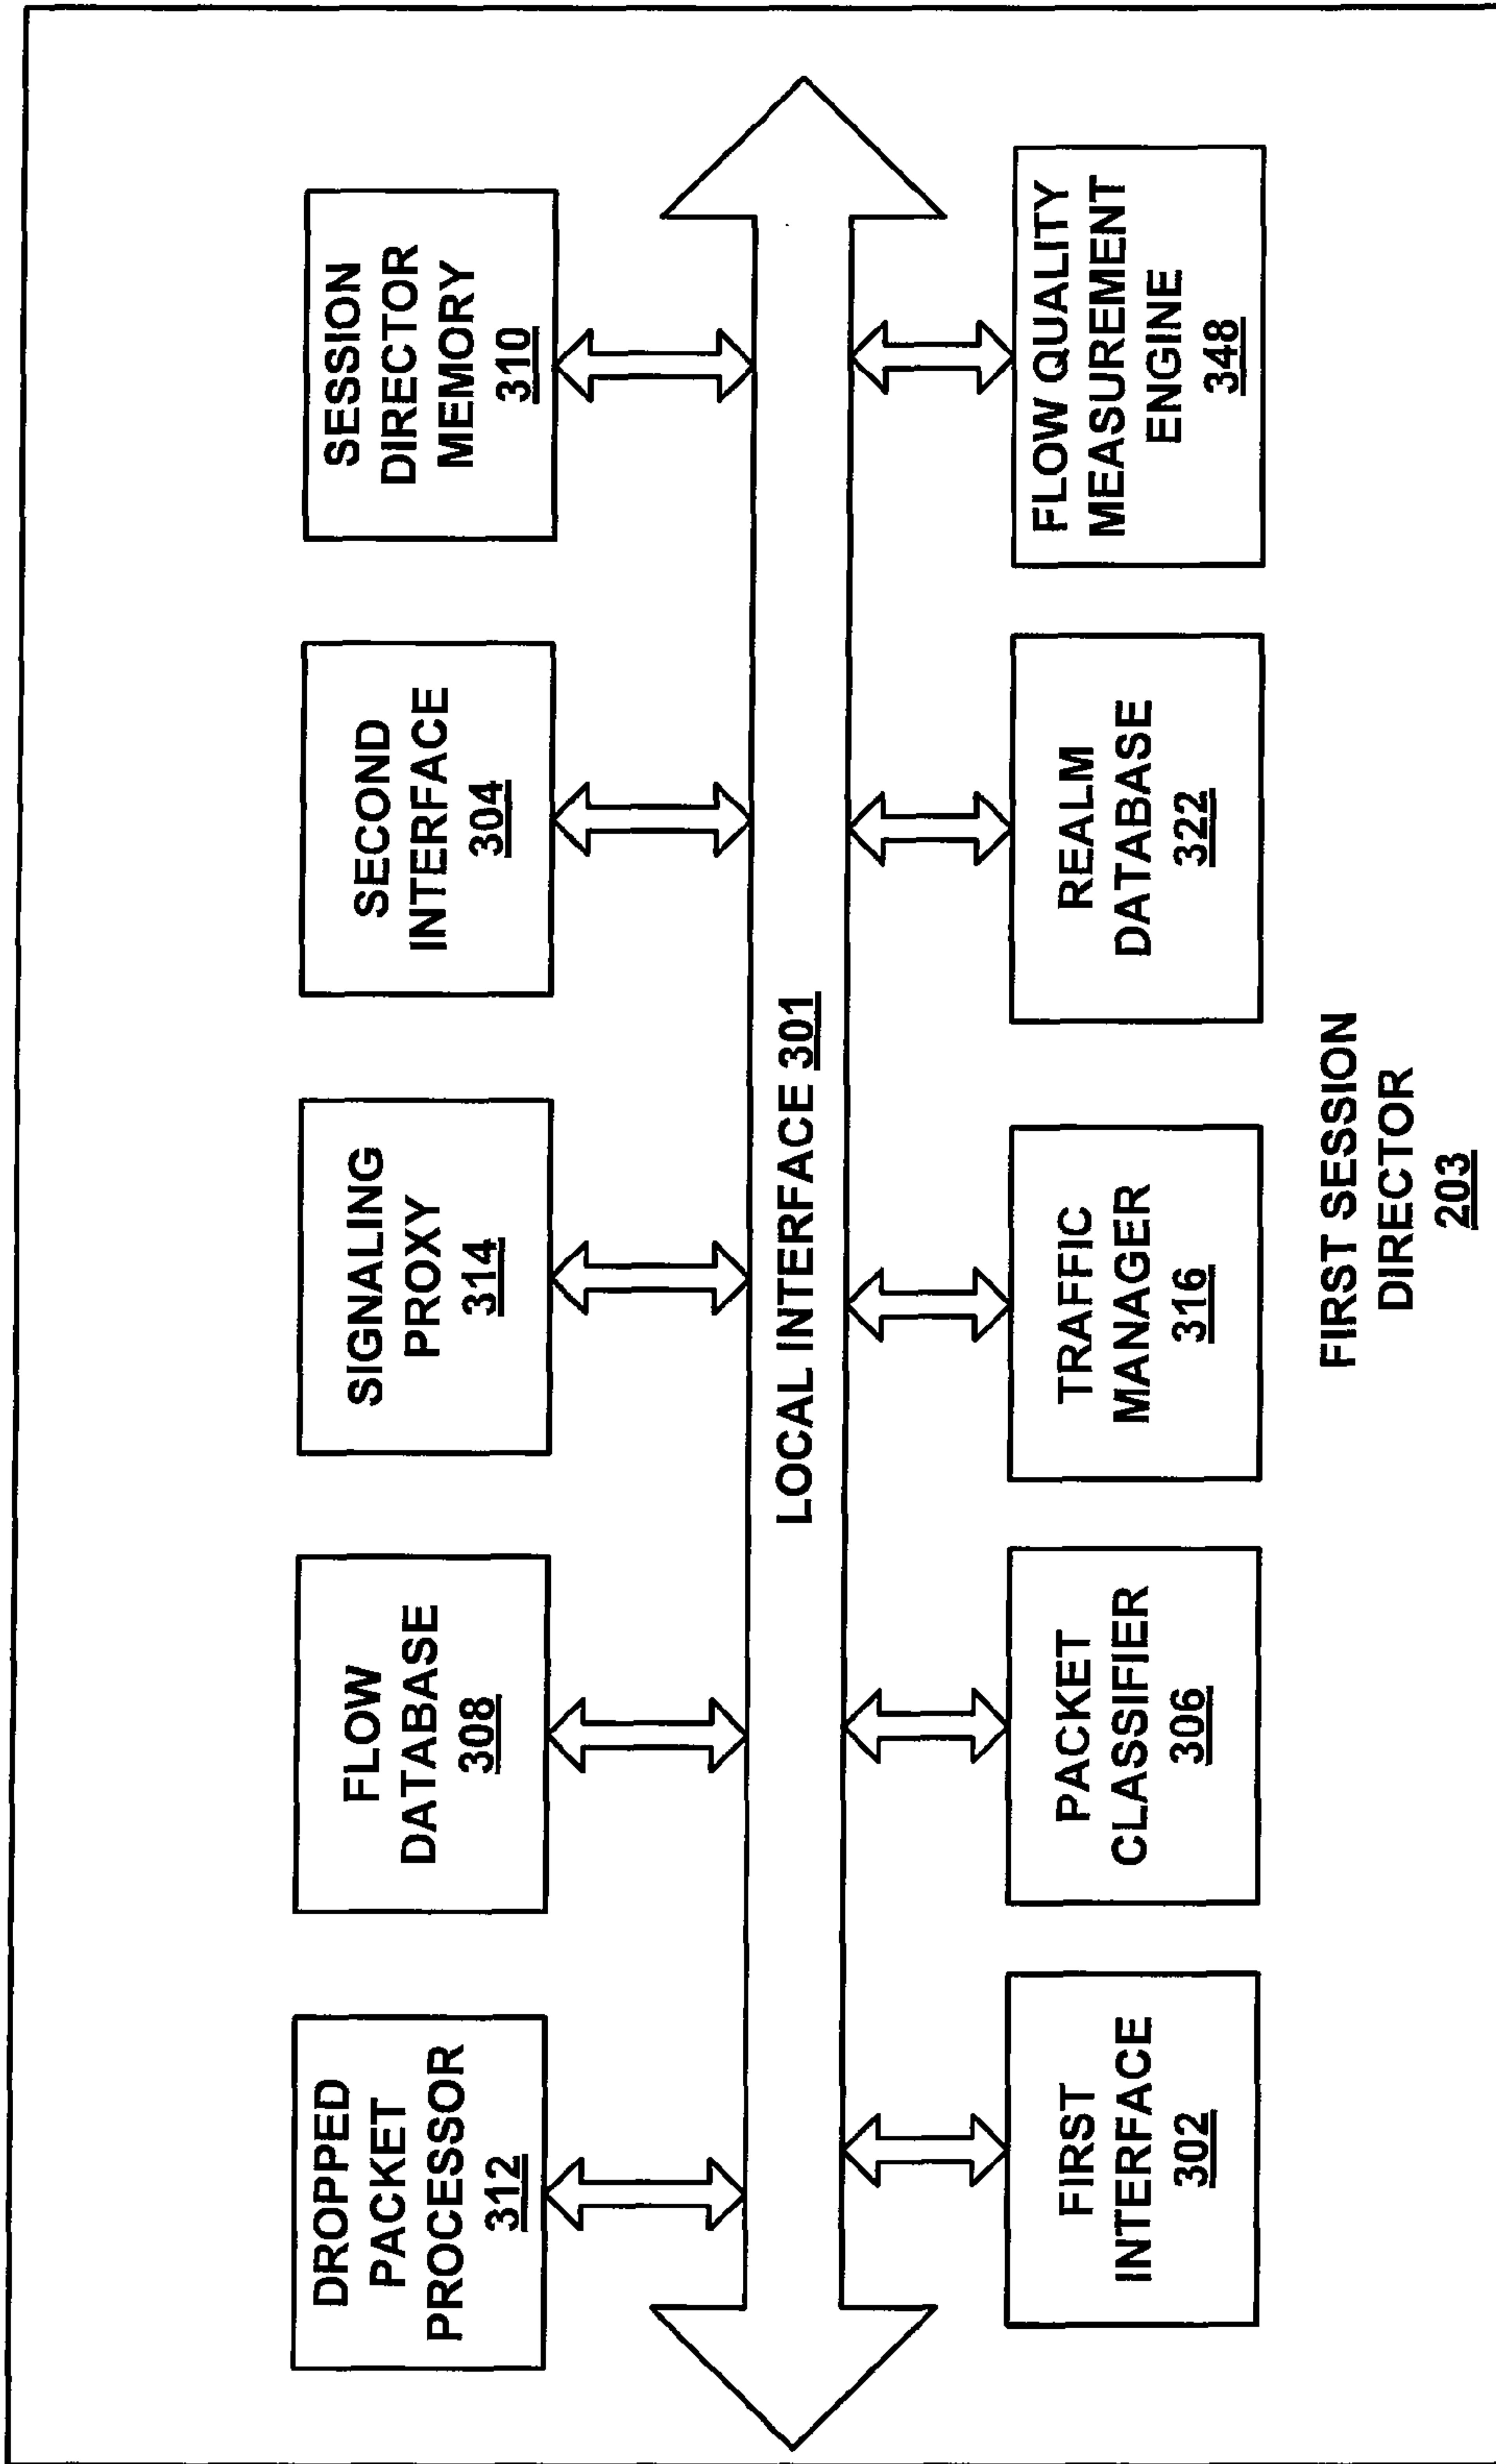 DROPPED
PACKET
PROCESSOR
312
FLOW
DATABASE
308
SIGNALING
PROXY
314
SECOND
INTERFACE
304
SESSION
DIRECTOR
MEMORY
310
LOCAL INTERFACE 301
FIRST
INTERFACE
302
PACKET
CLASSIFIER
306
TRAFFIC
MANAGER
316
REALM
DATABASE
322
FLOW QUALITY
MEASUREMENT
ENGINE
348
FIRST SESSION
DIRECTOR
203